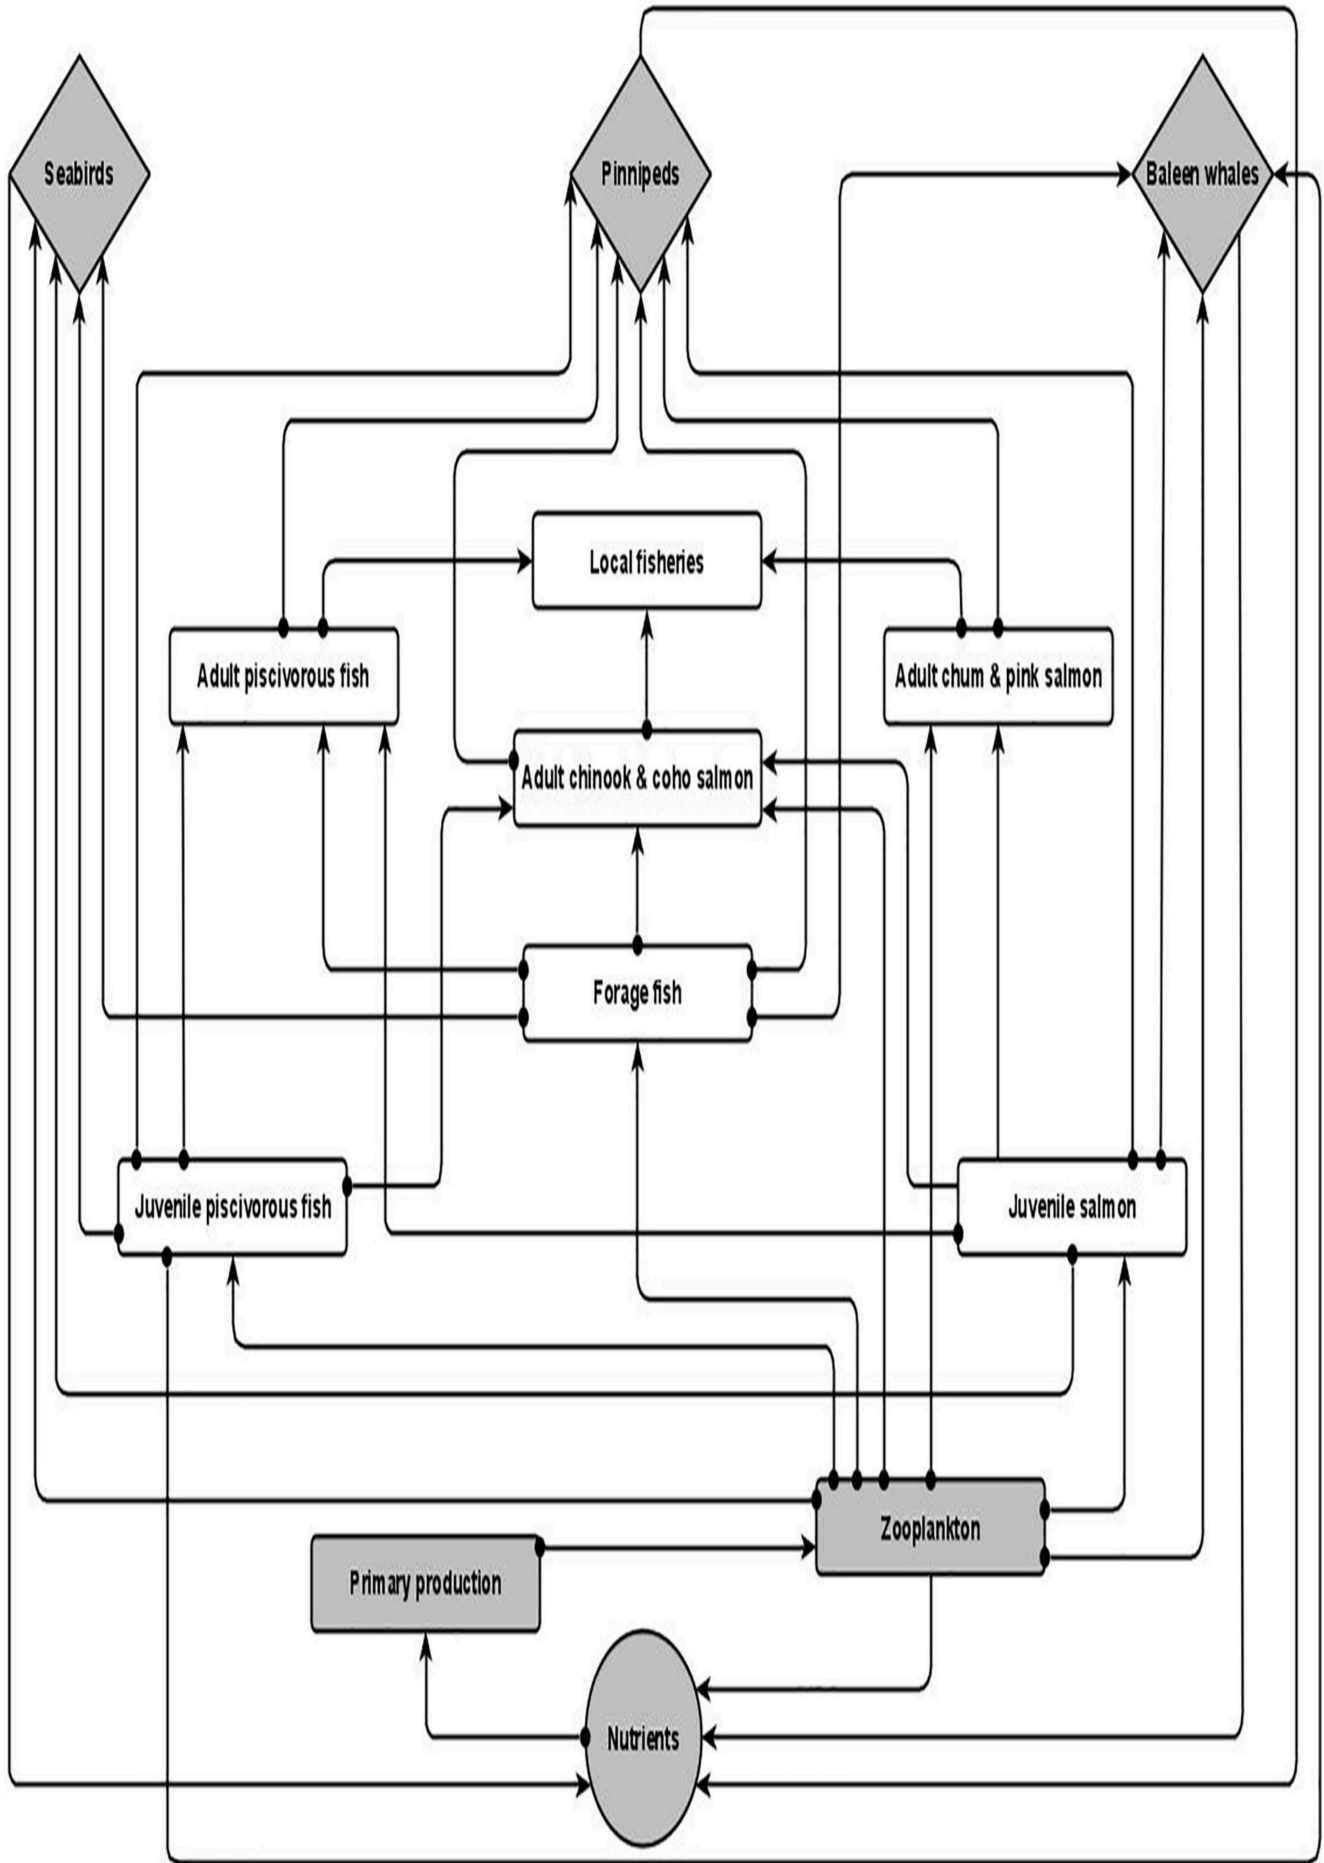 Seabirds
Pinnipeds
Baleen whales
Local fisheries
Adult piscivorous fish
Adult chum & pink salmon
Adult chinook & coho salmon
Forage fish
Juvenile piscivorous fish
Juvenile salmon
Zooplankton
Primary production
Nutrients